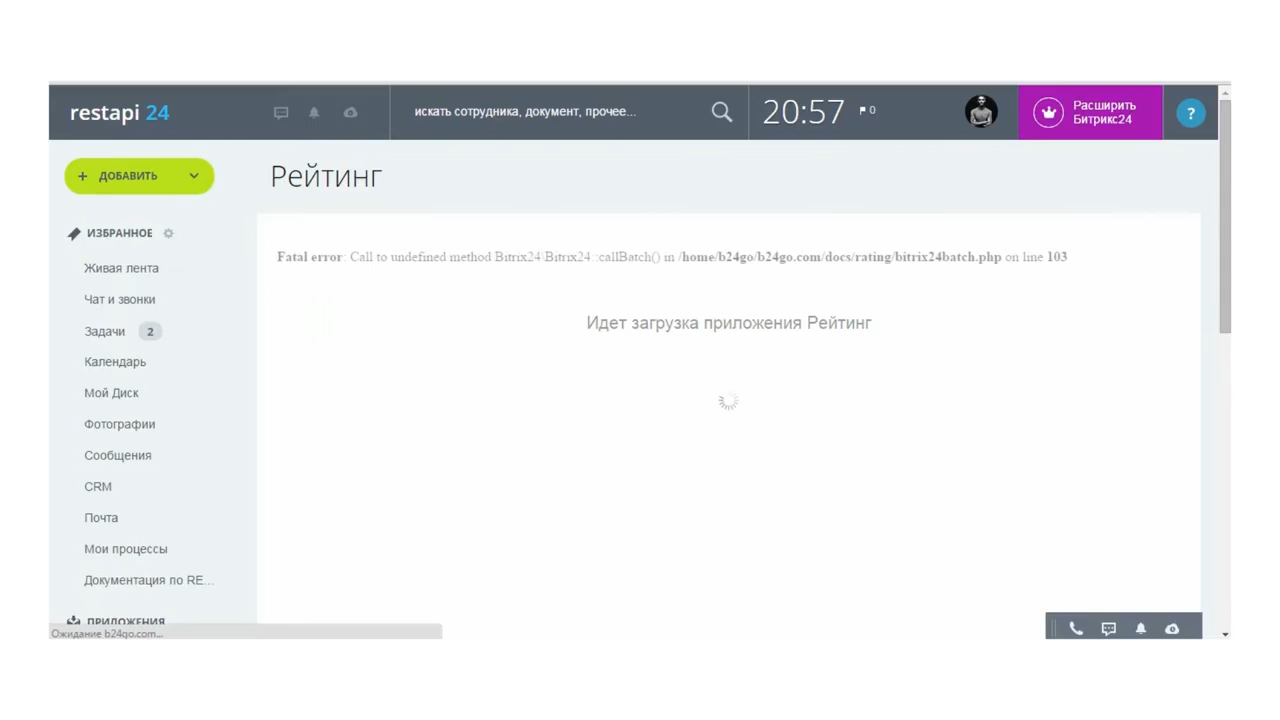 restapi 24
искать сотрудника, документ, прочее...
20:57
0
Расширить
Битрикс24
?
+ ДОБАВИТЬ
Рейтинг
ИЗБРАННОЕ
Живая лента
Чат и звонки
Задачи 2
Календарь
Мой Диск
Фотографии
Сообщения
CRM
Почта
Мои процессы
Документация по RE...
ПРИЛОЖЕНИЯ
Fatal error: Call to undefined method Bitrix24\Bitrix24::callBatch() in /home/b24go/b24go.com/docs/rating/bitrix24batch.php on line 103
Идет загрузка приложения Рейтинг
Ожидание b24go.com...